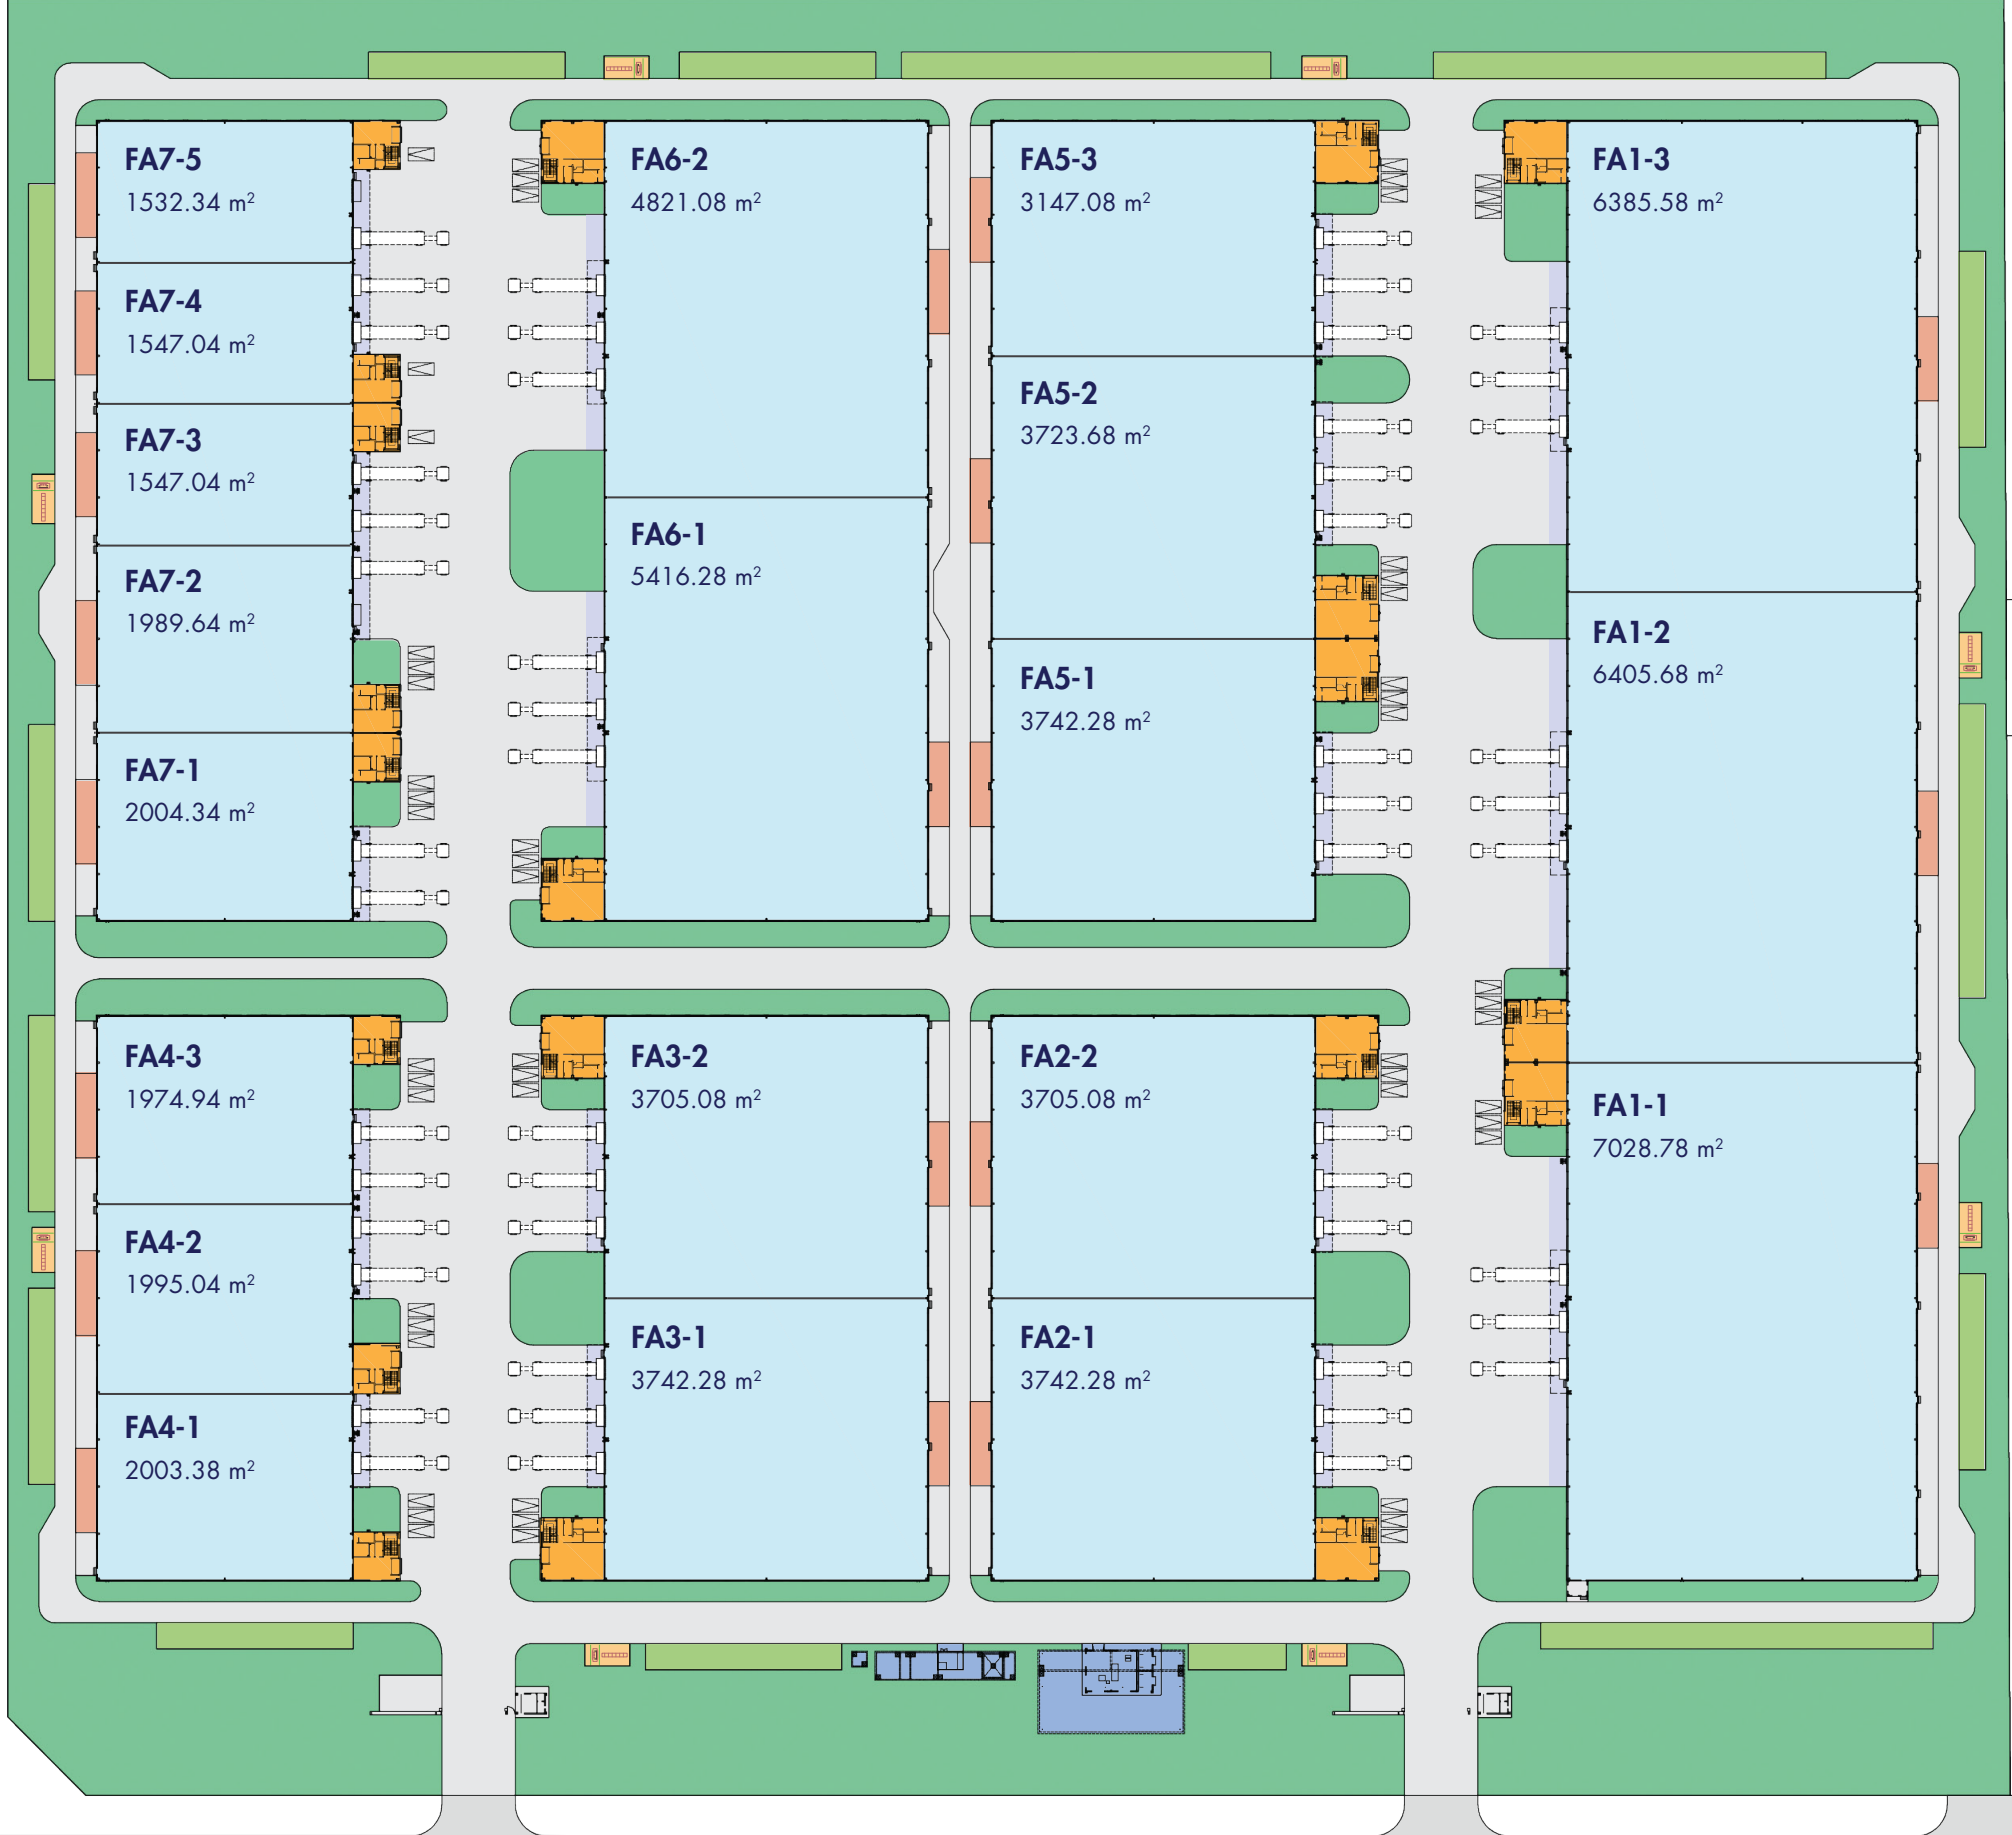 FA7-5
1532.34 m²
FA7-4
1547.04 m²
FA7-3
1547.04 m²
FA7-2
1989.64 m²
FA7-1
2004.34 m²
FA6-2
4821.08 m²
FA6-1
5416.28 m²
FA5-3
3147.08 m²
FA5-2
3723.68 m²
FA5-1
3742.28 m²
FA1-3
6385.58 m²
FA1-2
6405.68 m²
FA1-1
7028.78 m²
FA4-3
1974.94 m²
FA4-2
1995.04 m²
FA4-1
2003.38 m²
FA3-2
3705.08 m²
FA3-1
3742.28 m²
FA2-2
3705.08 m²
FA2-1
3742.28 m²